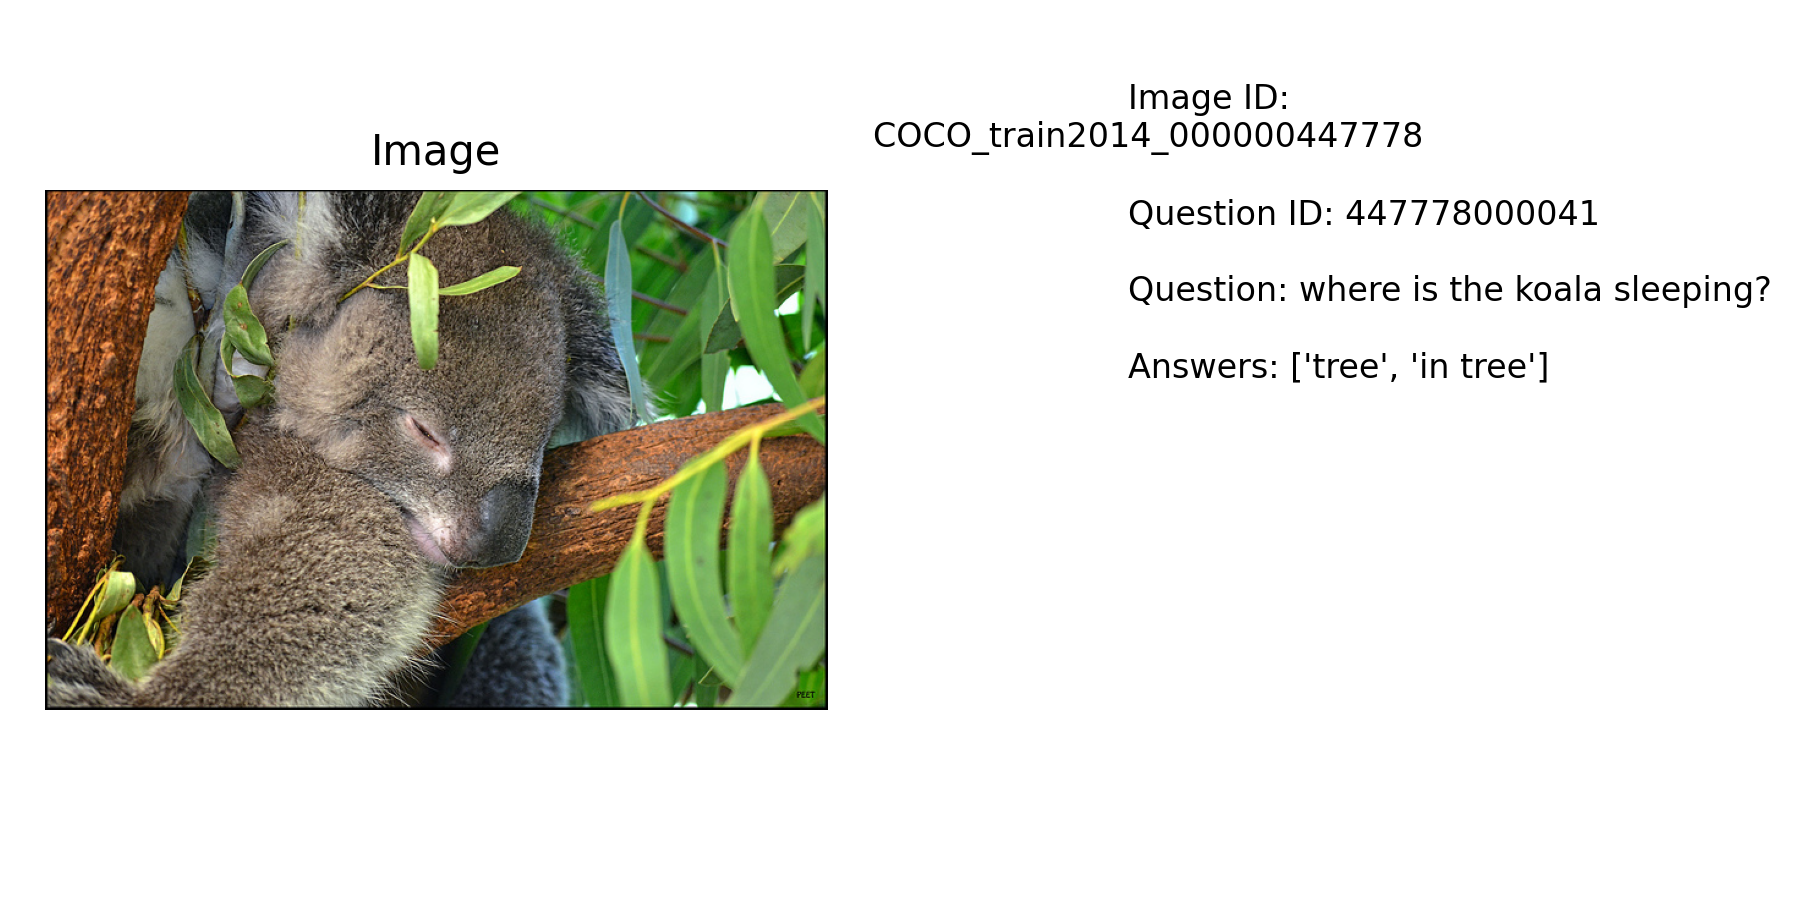 Image
Image ID:
COCO_train2014_000000447778
Question ID: 447778000041
Question: where is the koala sleeping?
Answers: ['tree', 'in tree']
PEET